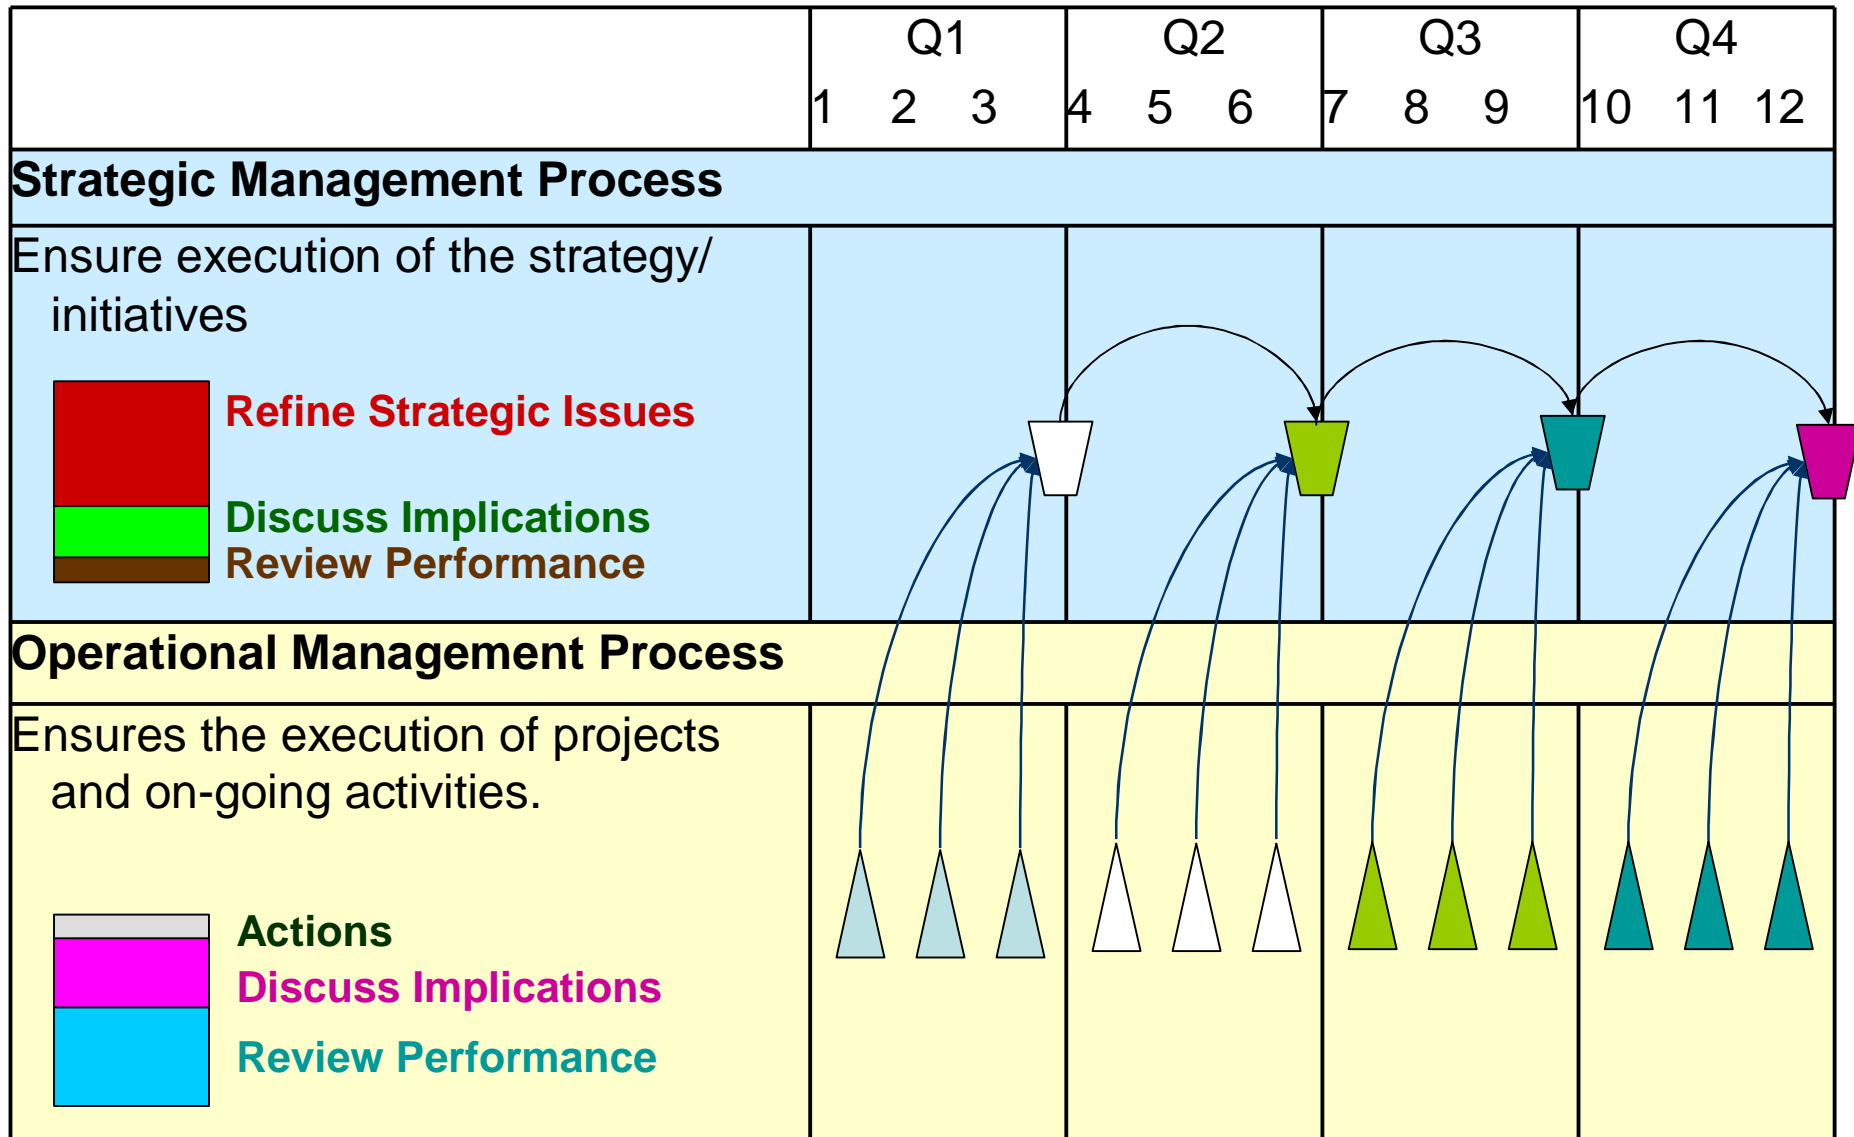 Q1 Q2 Q3 Q4
1 2 3 4 5 6 7 8 9 10 11 12
Strategic Management Process
Ensure execution of the strategy/
initiatives
Refine Strategic Issues
Discuss Implications
Review Performance
Operational Management Process
Ensures the execution of projects
and on-going activities.
Actions
Discuss Implications
Review Performance